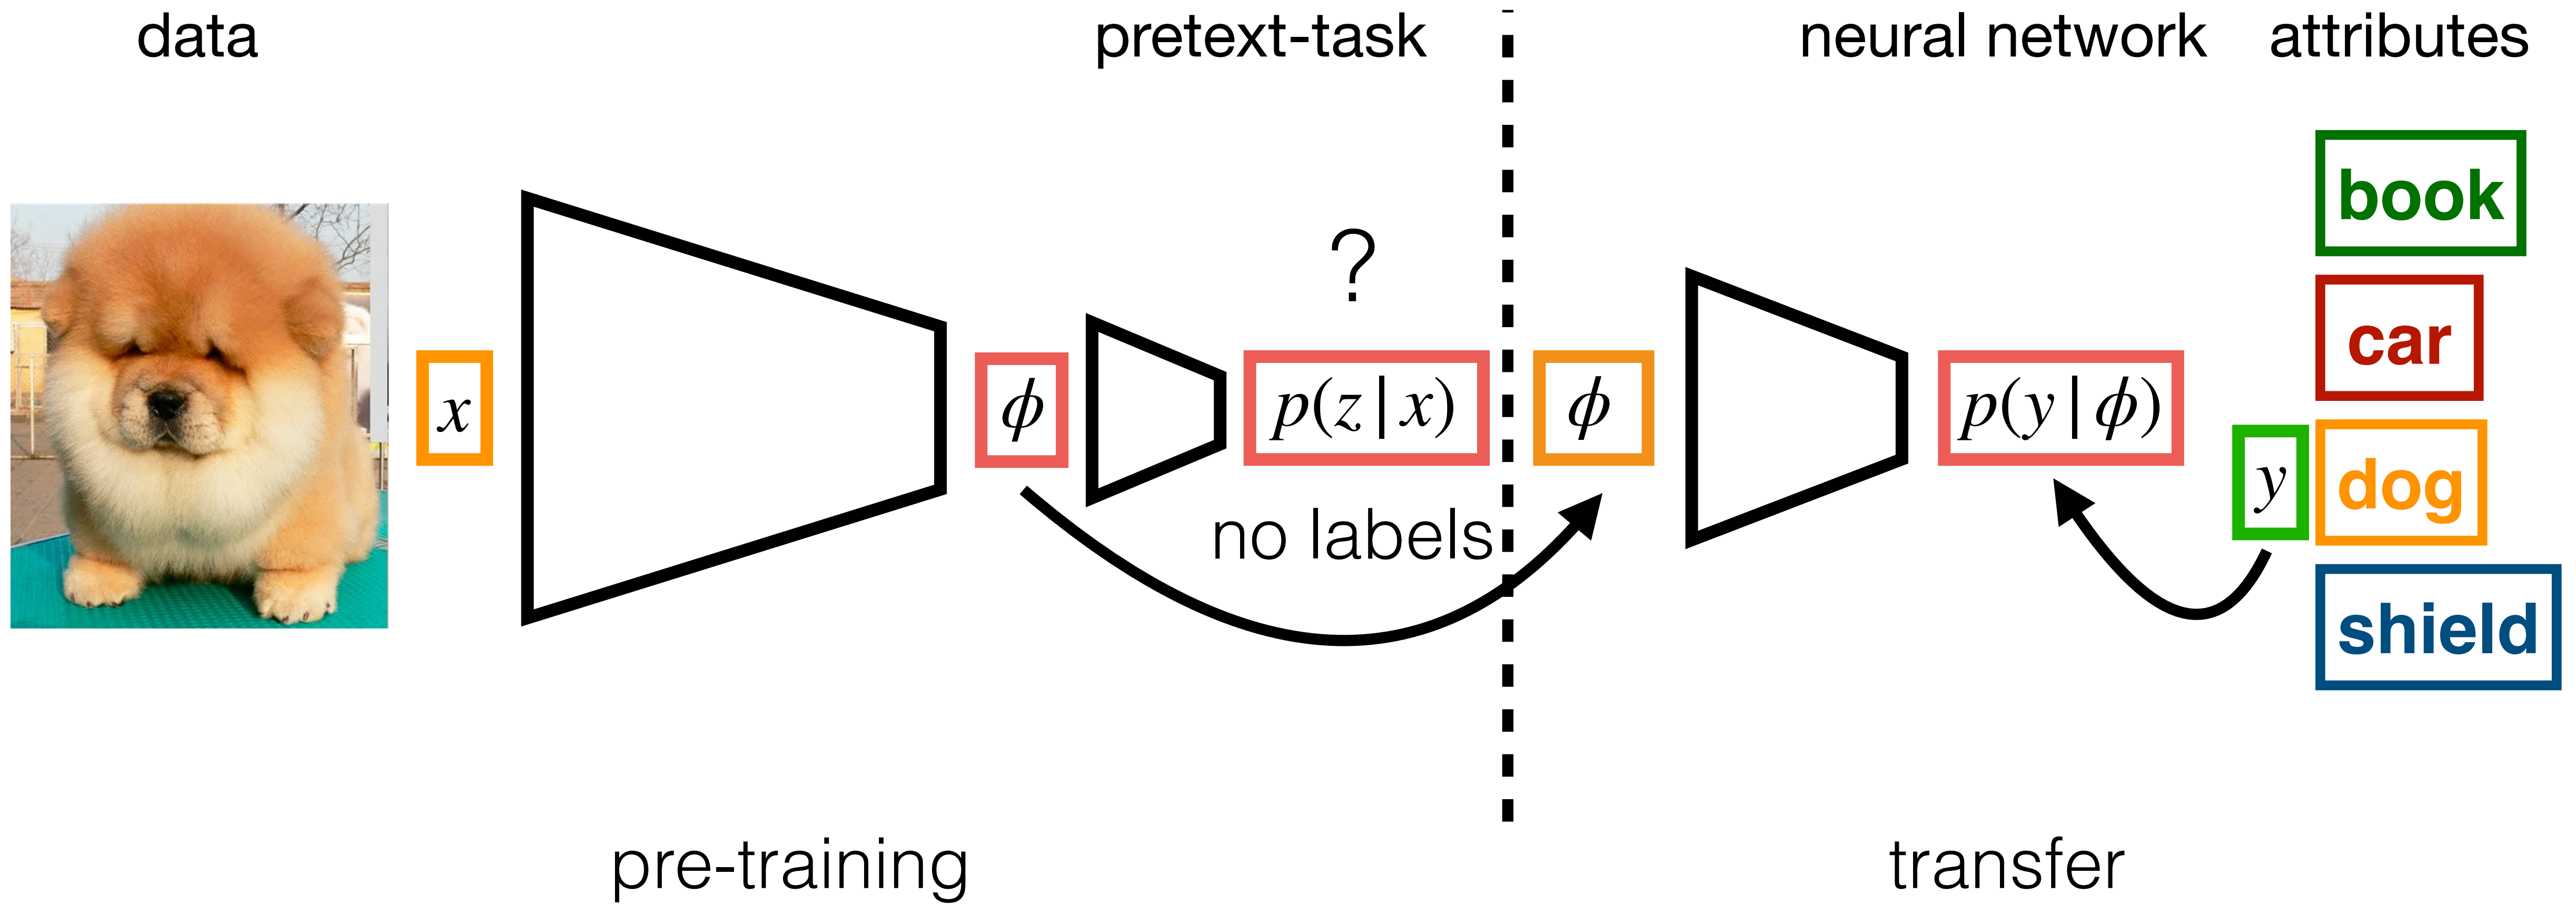 data
pretext-task
neural network
attributes
book
car
dog
shield
?
x
ϕ
p(z|x)
ϕ
p(y|ϕ)
y
no labels
pre-training
transfer